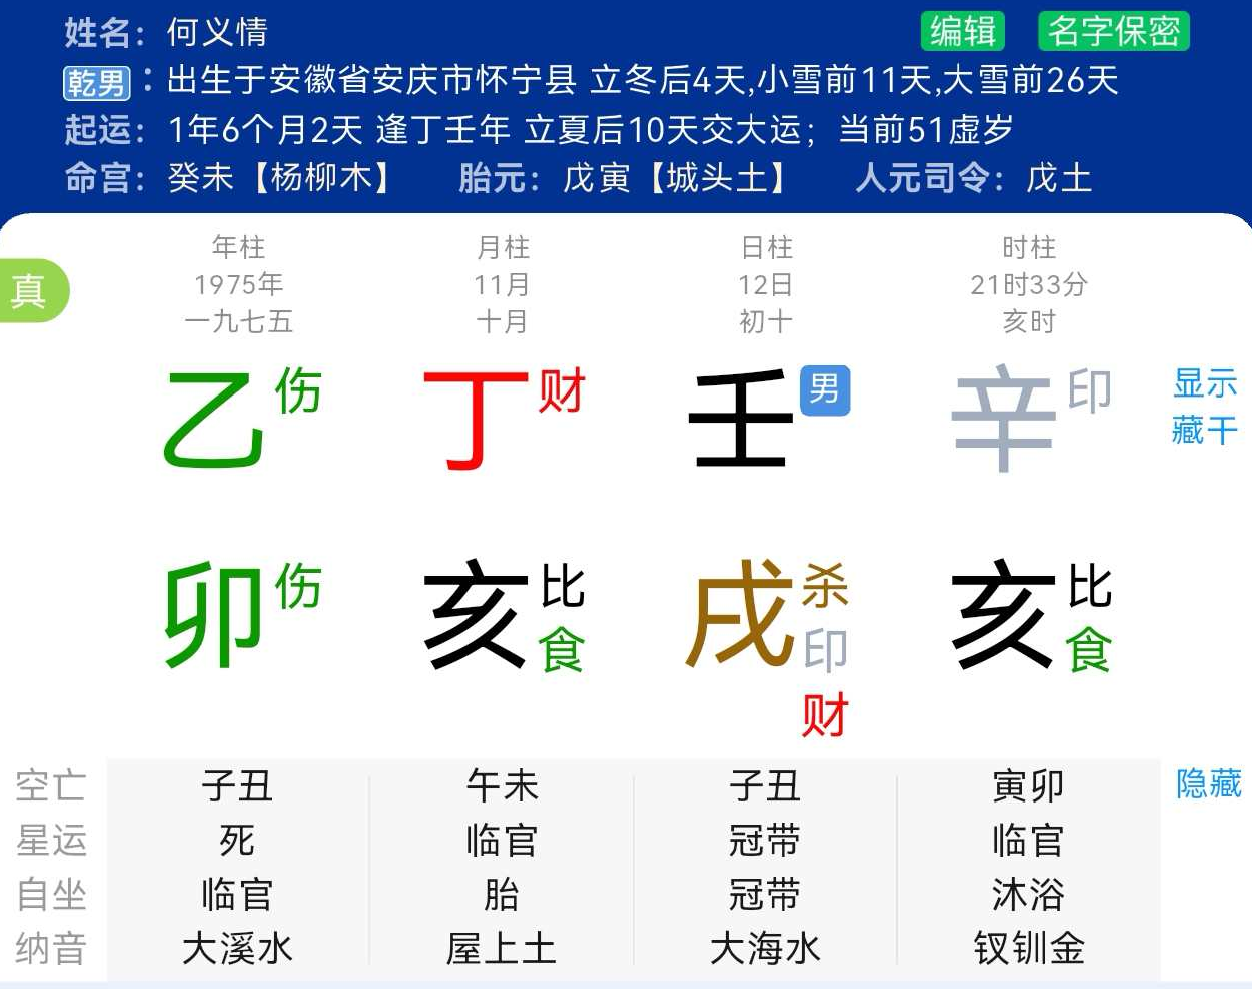 姓名：何义情 编辑 名字保密
乾男：出生于安徽省安庆市怀宁县 立冬后4天,小雪前11天,大雪前26天
起运：1年6个月2天 逢丁壬年 立夏后10天交大运；当前51虚岁
命宫：癸未【杨柳木】 胎元：戊寅【城头土】 人元司令：戊土
年柱 月柱 日柱 时柱
真 1975年 11月 12日 21时33分
一九七五 十月 初十 亥时
乙 伤 丁 财 壬 男 辛 印 显示
藏干
卯 伤 亥 比 戌 杀 亥 比
食 印 食
财
空亡 子丑 午未 子丑 寅卯 隐藏
星运 死 临官 冠带 临官
自坐 临官 胎 冠带 沐浴
纳音 大溪水 屋上土 大海水 钗钏金